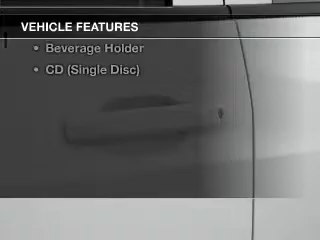 VEHICLE FEATURES
• Beverage Holder
• CD (Single Disc)